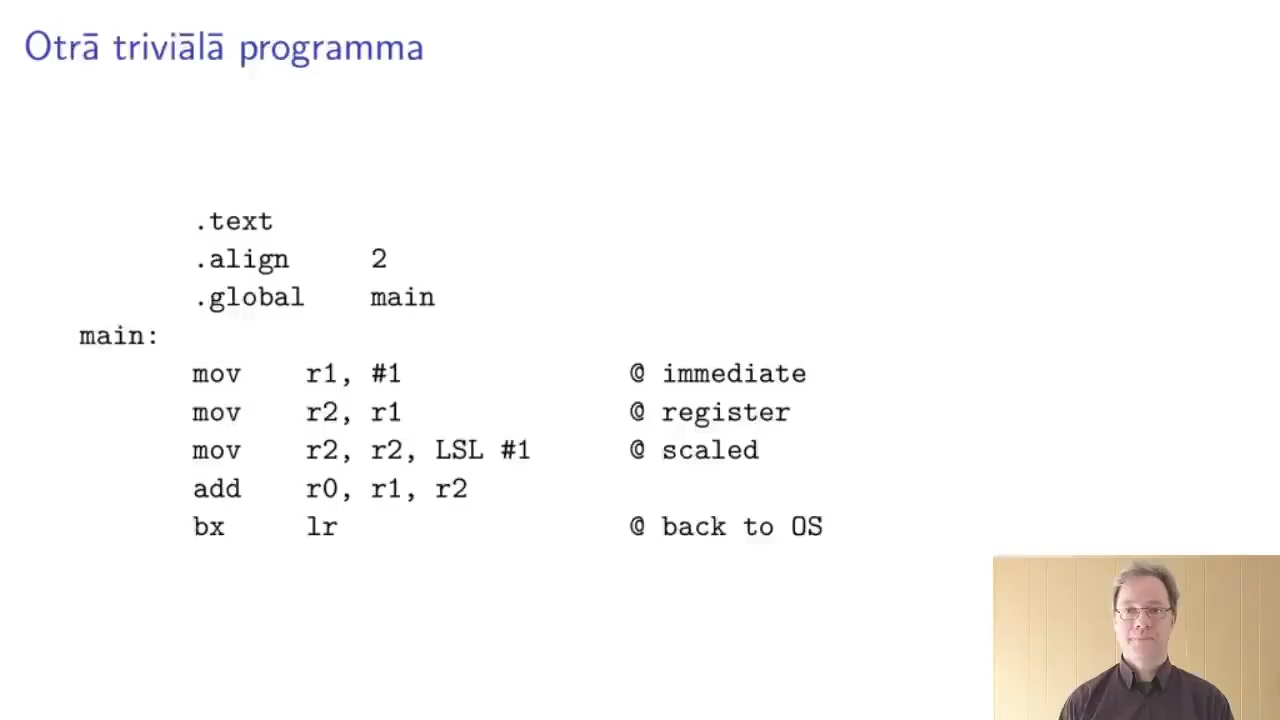 Otrā triviālā programma
.text
.align 2
.global main
main:
mov r1, #1 @ immediate
mov r2, r1 @ register
mov r2, r2, LSL #1 @ scaled
add r0, r1, r2
bx lr @ back to OS